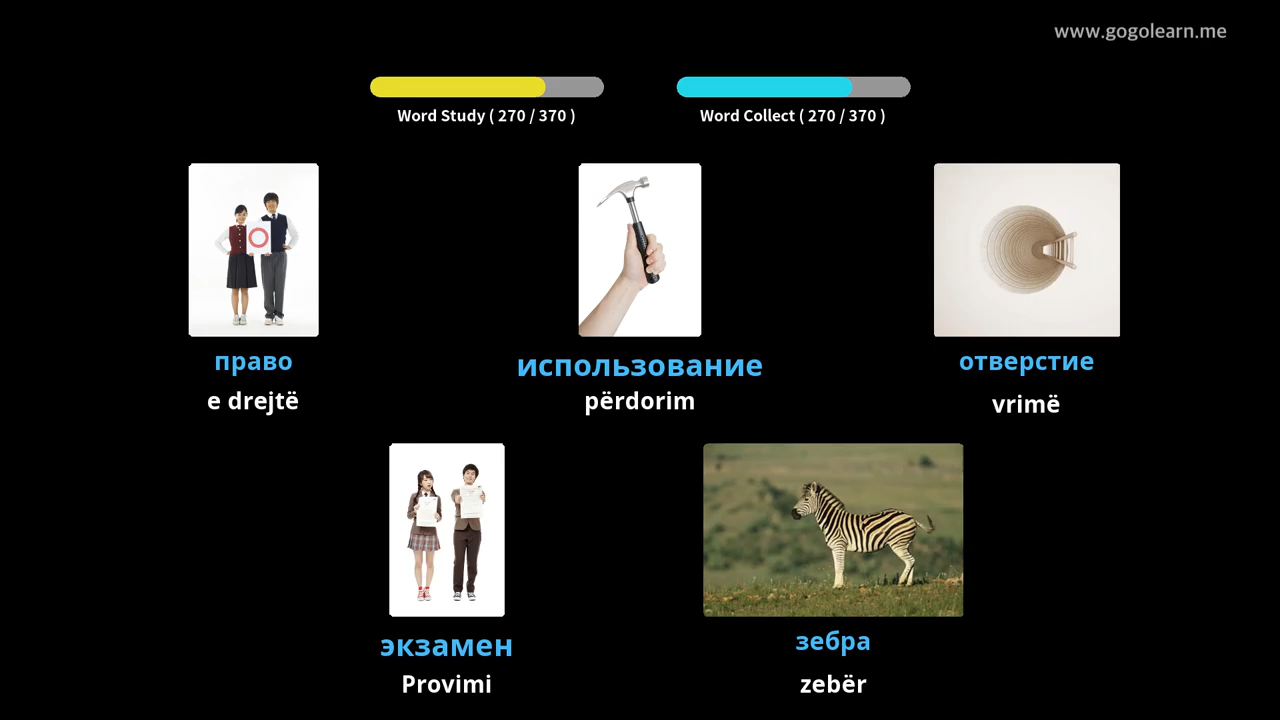 www.gogolearn.me
Word Study ( 270 / 370 )
Word Collect ( 270 / 370 )
право
e drejtë
использование
përdorim
отверстие
vrimë
экзамен
Provimi
зебра
zebër